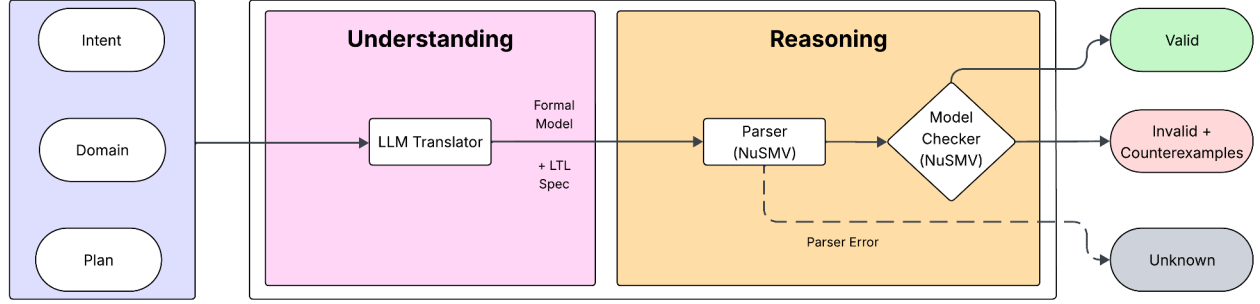 Intent
Domain
Plan
Understanding
LLM Translator
Formal
Model
+ LTL
Spec
Reasoning
Parser
(NuSMV)
Model
Checker
(NuSMV)
Parser Error
Valid
Invalid +
Counterexamples
Unknown